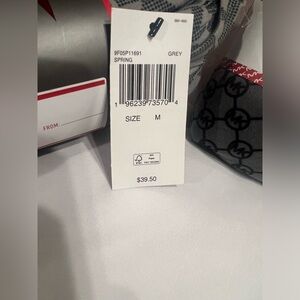 9F05P11691 GREY
SPRING
1 96239 73570 4
SIZE M
$39.50
FROM